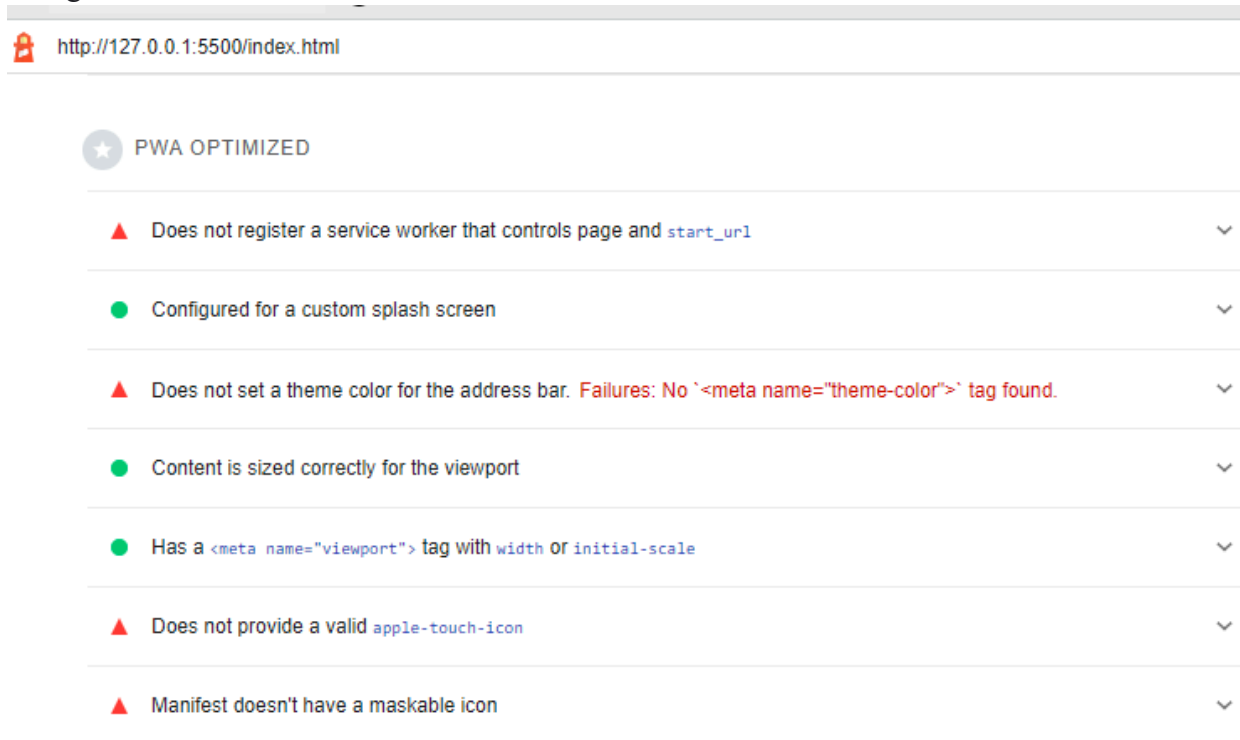 http://127.0.0.1:5500/index.html
PWA OPTIMIZED
Does not register a service worker that controls page and start_url
Configured for a custom splash screen
Does not set a theme color for the address bar. Failures: No `<meta name="theme-color">` tag found.
Content is sized correctly for the viewport
Has a <meta name="viewport"> tag with width or initial-scale
Does not provide a valid apple-touch-icon
Manifest doesn't have a maskable icon